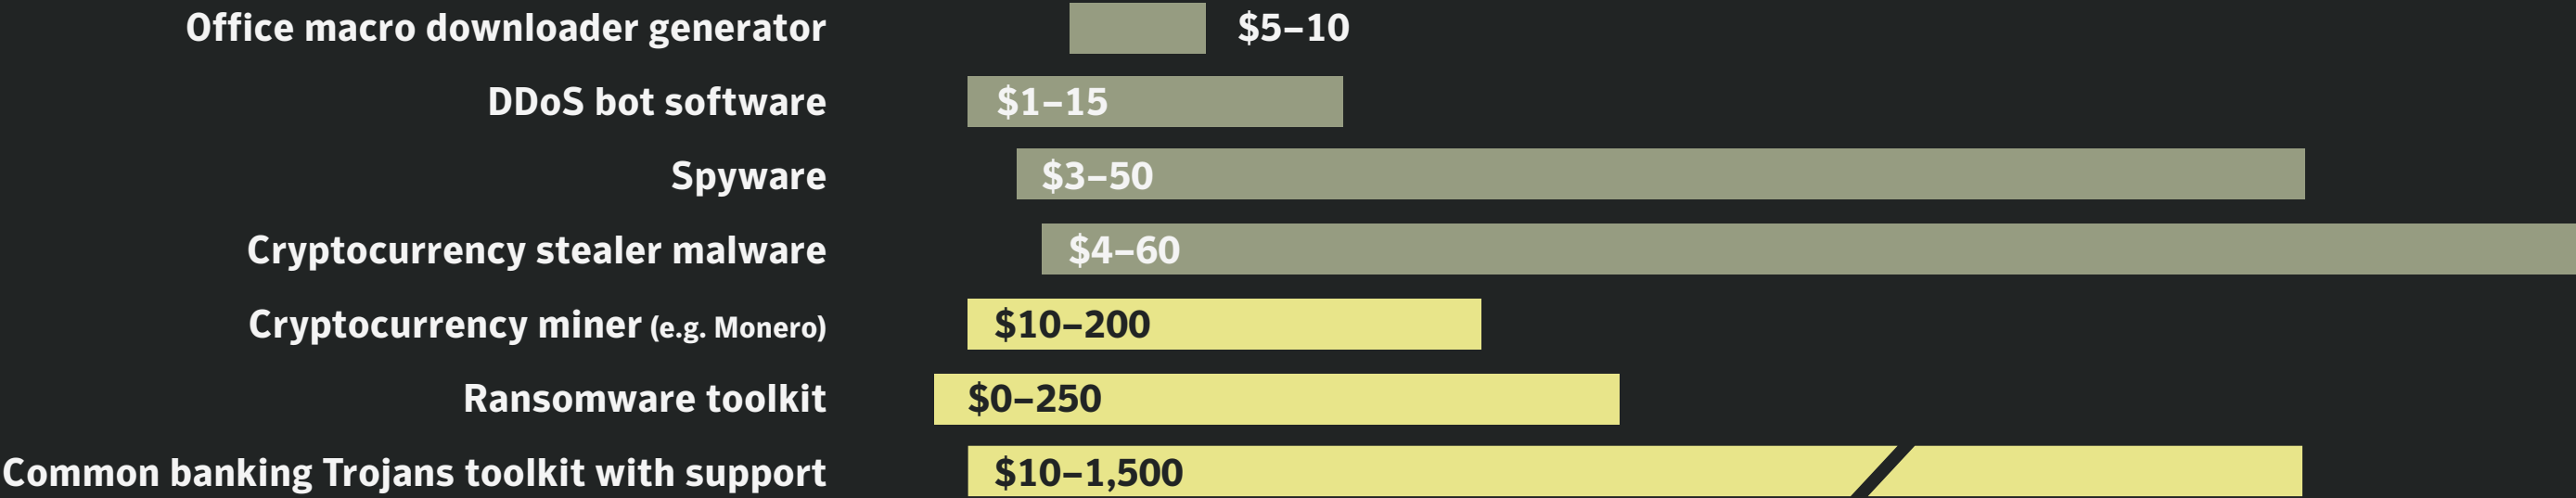 Office macro downloader generator $5–10
DDoS bot software $1–15
Spyware $3–50
Cryptocurrency stealer malware $4–60
Cryptocurrency miner (e.g. Monero) $10–200
Ransomware toolkit $0–250
Common banking Trojans toolkit with support $10–1,500